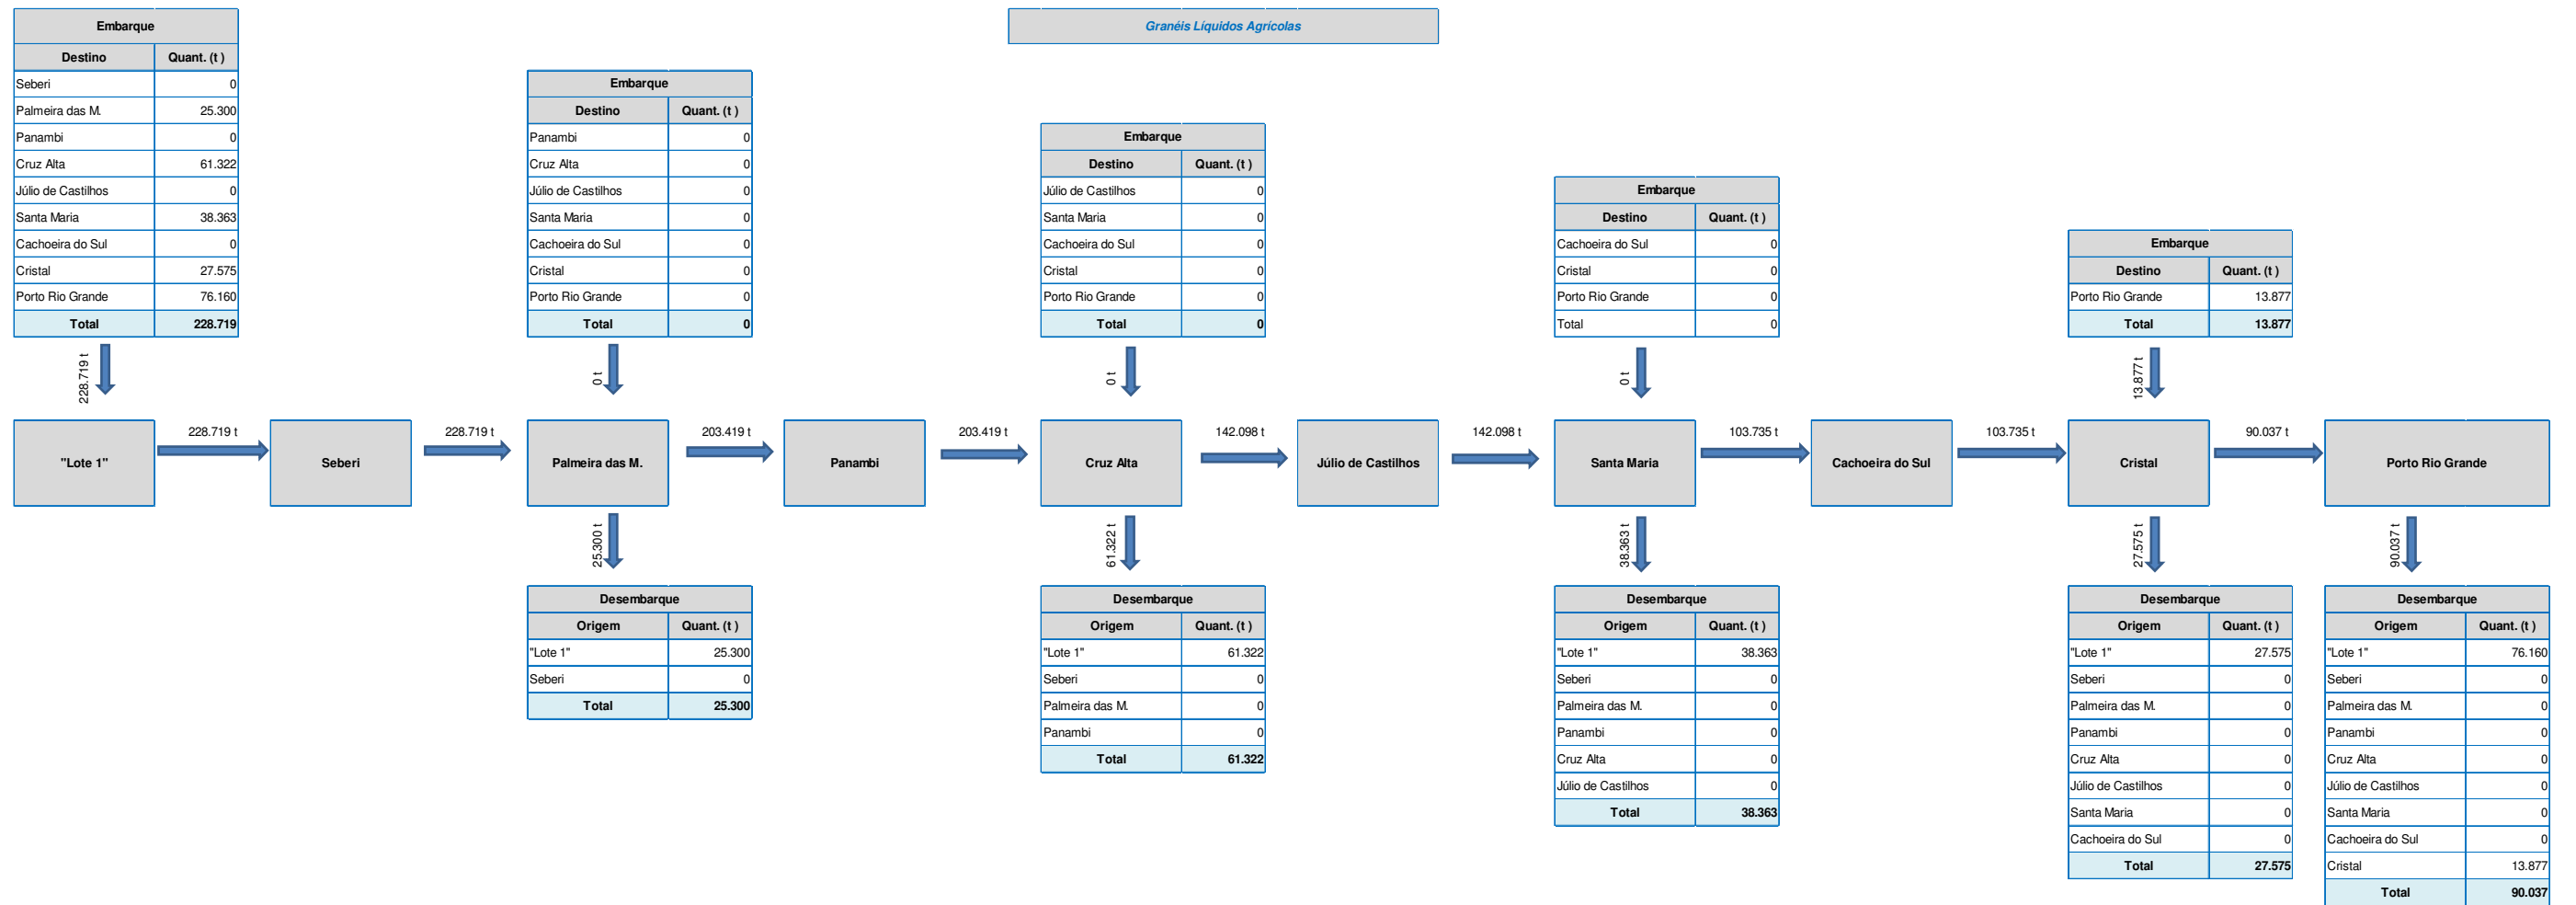 Granéis Líquidos Agrícolas
Embarque
Destino Quant. (t )
Seberi 0
Palmeira das M. 25.300
Panambi 0
Cruz Alta 61.322
Júlio de Castilhos 0
Santa Maria 38.363
Cachoeira do Sul 0
Cristal 27.575
Porto Rio Grande 76.160
Total 228.719
Embarque
Destino Quant. (t )
Panambi 0
Cruz Alta 0
Júlio de Castilhos 0
Santa Maria 0
Cachoeira do Sul 0
Cristal 0
Porto Rio Grande 0
Total 0
Embarque
Destino Quant. (t )
Júlio de Castilhos 0
Santa Maria 0
Cachoeira do Sul 0
Cristal 0
Porto Rio Grande 0
Total 0
Embarque
Destino Quant. (t )
Cachoeira do Sul 0
Cristal 0
Porto Rio Grande 0
Total 0
Embarque
Destino Quant. (t )
Porto Rio Grande 13.877
Total 13.877
228.719 t
0 t
0 t
0 t
13.877 t
"Lote 1"
228.719 t
Seberi
228.719 t
Palmeira das M.
203.419 t
Panambi
203.419 t
Cruz Alta
142.098 t
Júlio de Castilhos
142.098 t
Santa Maria
103.735 t
Cachoeira do Sul
103.735 t
Cristal
90.037 t
Porto Rio Grande
25.300 t
61.322 t
38.363 t
27.575 t
90.037 t
Desembarque
Origem Quant. (t )
"Lote 1" 25.300
Seberi 0
Total 25.300
Desembarque
Origem Quant. (t )
"Lote 1" 61.322
Seberi 0
Palmeira das M. 0
Panambi 0
Total 61.322
Desembarque
Origem Quant. (t )
"Lote 1" 38.363
Seberi 0
Palmeira das M. 0
Panambi 0
Cruz Alta 0
Júlio de Castilhos 0
Total 38.363
Desembarque
Origem Quant. (t )
"Lote 1" 27.575
Seberi 0
Palmeira das M. 0
Panambi 0
Cruz Alta 0
Júlio de Castilhos 0
Santa Maria 0
Cachoeira do Sul 0
Total 27.575
Desembarque
Origem Quant. (t )
"Lote 1" 76.160
Seberi 0
Palmeira das M. 0
Panambi 0
Cruz Alta 0
Júlio de Castilhos 0
Santa Maria 0
Cachoeira do Sul 0
Cristal 13.877
Total 90.037